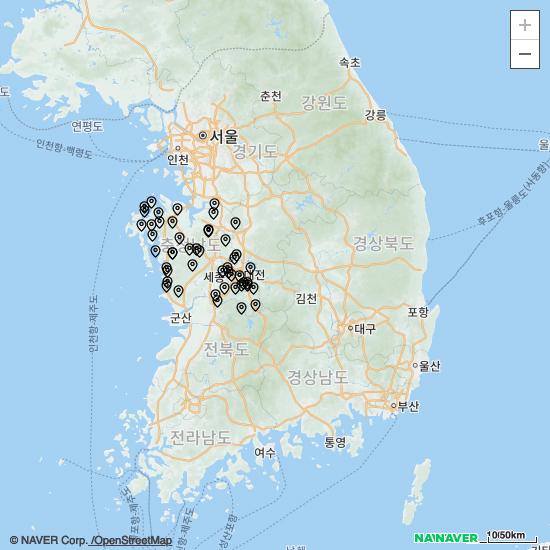 +
−
속초
춘천
강원도
강릉
도
연평도
서울
울
인천
경기도
인천항-백령도
후포항-울릉도(사동항)
경상북도
세종
대전
김천
포항
인천항-제주도
군산
대구
전북도
울산
경상남도
부산
전라남도
통영
여수
© NAVER Corp. /OpenStreetMap
NAVER
10/50km